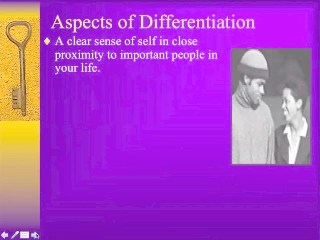 Aspects of Differentiation
A clear sense of self in close
proximity to important people in
your life.